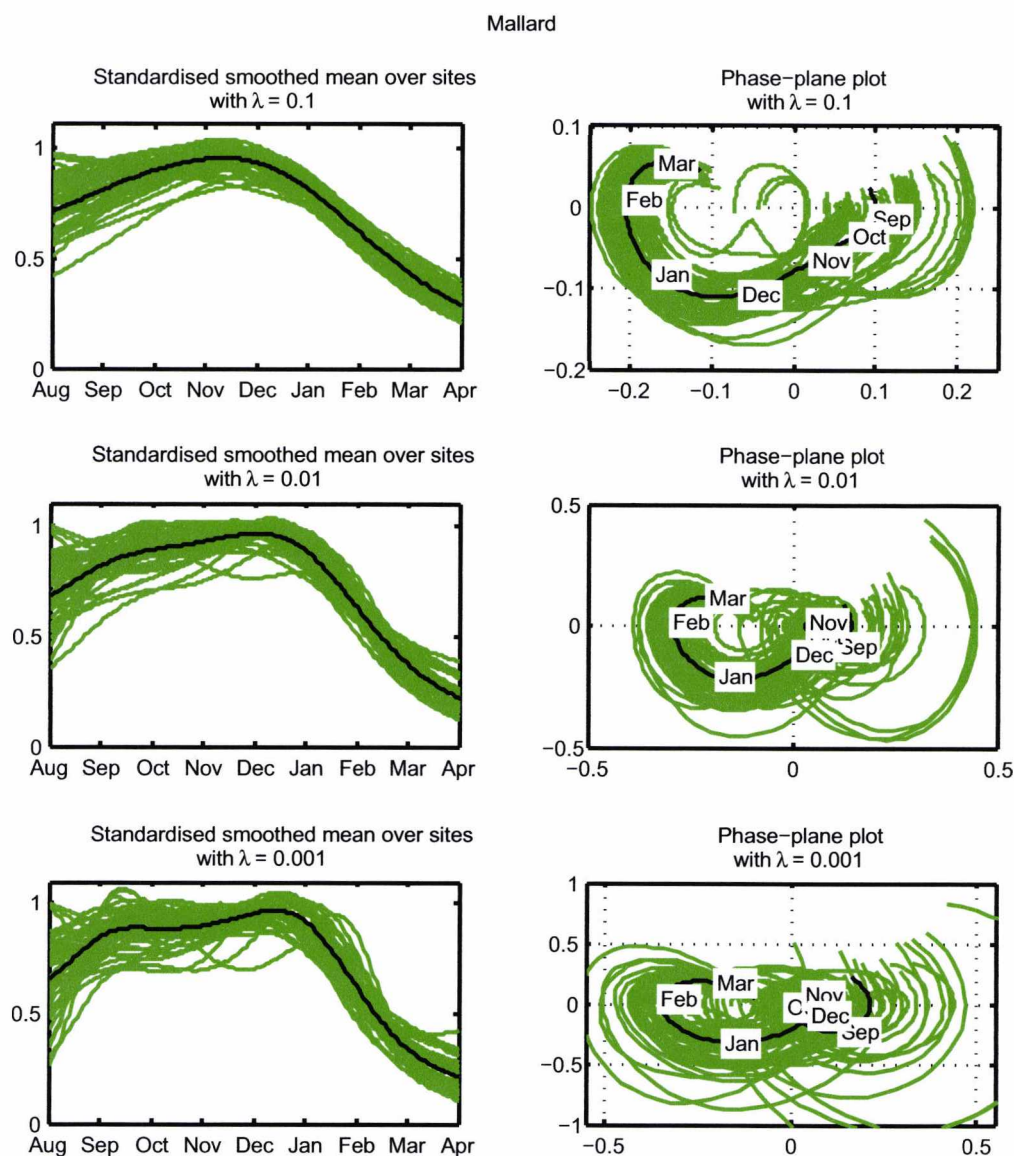 Mallard
Standardised smoothed mean over sites
with λ = 0.1
1
0.5
0
Aug Sep Oct Nov Dec Jan Feb Mar Apr
Phase−plane plot
with λ = 0.1
0.1
0
−0.1
−0.2
−0.2 −0.1 0 0.1 0.2
Mar
Feb
Jan
Dec
Nov
Oct
Sep
Standardised smoothed mean over sites
with λ = 0.01
1
0.5
0
Aug Sep Oct Nov Dec Jan Feb Mar Apr
Phase−plane plot
with λ = 0.01
0.5
0
−0.5
−0.5 0 0.5
Mar
Feb
Nov
Dec
Sep
Jan
Standardised smoothed mean over sites
with λ = 0.001
1
0.5
0
Aug Sep Oct Nov Dec Jan Feb Mar Apr
Phase−plane plot
with λ = 0.001
1
0.5
0
−0.5
−1
−0.5 0 0.5
Mar
Feb
Nov
Dec
Sep
Jan